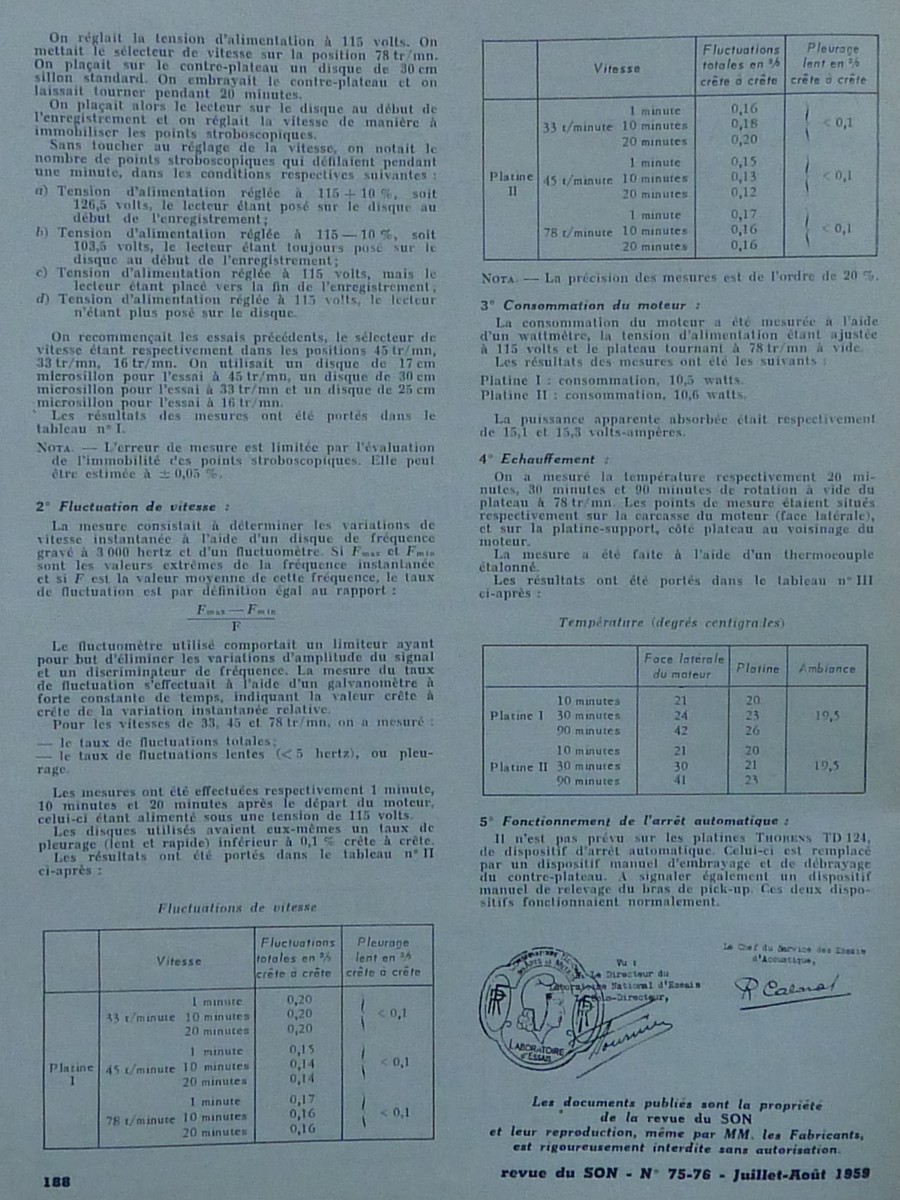 On réglait la tension d'alimentation à 115 volts. On
mettait le sélecteur de vitesse sur la position 78 tr/mn.
On plaçait sur le contre-plateau un disque de 30 cm
sillon standard. On embrayait le contre-plateau et on
laissait tourner pendant 20 minutes.
On plaçait alors le lecteur sur le disque au début de
l'enregistrement et on réglait la vitesse de manière à
immobiliser les points stroboscopiques.
Sans toucher au réglage de la vitesse, on notait le
nombre de points stroboscopiques qui défilaient pendant
une minute, dans les conditions respectives suivantes :
a) Tension d'alimentation réglée à 115 + 10 %, soit
126,5 volts, le lecteur étant posé sur le disque au
début de l'enregistrement;
b) Tension d'alimentation réglée à 115 — 10 %, soit
103,5 volts, le lecteur étant toujours posé sur le
disque au début de l'enregistrement;
c) Tension d'alimentation réglée à 115 volts, mais le
lecteur étant placé vers la fin de l'enregistrement;
d) Tension d'alimentation réglée à 115 volts, le lecteur
n'étant plus posé sur le disque.
On recommençait les essais précédents, le sélecteur de
vitesse étant respectivement dans les positions 45 tr/mn,
33 tr/mn, 16 tr/mn. On utilisait un disque de 17 cm
microsillon pour l'essai à 45 tr/mn, un disque de 30 cm
microsillon pour l'essai à 33 tr/mn et un disque de 25 cm
microsillon pour l'essai à 16 tr/mn.
Les résultats des mesures ont été portés dans le
tableau n° I.
NOTA. — L'erreur de mesure est limitée par l'évaluation
de l'immobilité des points stroboscopiques. Elle peut
être estimée à ± 0,05 %.
2° Fluctuation de vitesse :
La mesure consistait à déterminer les variations de
vitesse instantanée à l'aide d'un disque de fréquence
gravé à 3 000 hertz et d'un fluctuomètre. Si Fmax et Fmin
sont les valeurs extrêmes de la fréquence instantanée
et si F est la valeur moyenne de cette fréquence, le taux
de fluctuation est par définition égal au rapport :
Fmax — Fmin
F
Le fluctuomètre utilisé comportait un limiteur ayant
pour but d'éliminer les variations d'amplitude du signal
et un discriminateur de fréquence. La mesure du taux
de fluctuation s'effectuait à l'aide d'un galvanomètre à
forte constante de temps, indiquant la valeur crête à
crête de la variation instantanée relative.
Pour les vitesses de 33, 45 et 78 tr/mn, on a mesuré :
— le taux de fluctuations totales;
— le taux de fluctuations lentes (< 5 hertz), ou pleu-
rage.
Les mesures ont été effectuées respectivement 1 minute,
10 minutes et 20 minutes après le départ du moteur,
celui-ci étant alimenté sous une tension de 115 volts.
Les disques utilisés avaient eux-mêmes un taux de
pleurage (lent et rapide) inférieur à 0,1 % crête à crête.
Les résultats ont été portés dans le tableau n° II
ci-après :
Fluctuations de vitesse
Vitesse Fluctuations totales en % crête à crête Pleurage lent en % crête à crête
1 minute 0,20
33 t/minute 10 minutes 0,20 < 0,1
20 minutes 0,20
1 minute 0,15
Platine I 45 t/minute 10 minutes 0,14 < 0,1
20 minutes 0,14
1 minute 0,17
78 t/minute 10 minutes 0,16 < 0,1
20 minutes 0,16
188
Vitesse Fluctuations totales en % crête à crête Pleurage lent en % crête à crête
1 minute 0,16
33 t/minute 10 minutes 0,18 < 0,1
20 minutes 0,20
1 minute 0,15
Platine II 45 t/minute 10 minutes 0,13 < 0,1
20 minutes 0,12
1 minute 0,17
78 t/minute 10 minutes 0,16 < 0,1
20 minutes 0,16
NOTA. — La précision des mesures est de l'ordre de 20 %.
3° Consommation du moteur :
La consommation du moteur a été mesurée à l'aide
d'un wattmètre, la tension d'alimentation étant ajustée
à 115 volts et le plateau tournant à 78 tr/mn à vide.
Les résultats des mesures ont été les suivants :
Platine I : consommation, 10,5 watts.
Platine II : consommation, 10,6 watts.
La puissance apparente absorbée était respectivement
de 15,1 et 15,3 volts-ampères.
4° Echauffement :
On a mesuré la température respectivement 20 mi-
nutes, 30 minutes et 90 minutes de rotation à vide du
plateau à 78 tr/mn. Les points de mesure étaient situés
respectivement sur la carcasse du moteur (face latérale),
et sur la platine-support, côté plateau au voisinage du
moteur.
La mesure a été faite à l'aide d'un thermocouple
étalonné.
Les résultats ont été portés dans le tableau n° III
ci-après :
Température (degrés centigrades)
Face latérale du moteur Platine Ambiance
10 minutes 21 20
Platine I 30 minutes 24 23 19,5
90 minutes 42 26
10 minutes 21 20
Platine II 30 minutes 30 21 19,5
90 minutes 41 23
5° Fonctionnement de l'arrêt automatique :
Il n'est pas prévu sur les platines THORENS TD 124,
de dispositif d'arrêt automatique. Celui-ci est remplacé
par un dispositif manuel d'embrayage et de débrayage
du contre-plateau. A signaler également un dispositif
manuel de relevage du bras de pick-up. Ces deux dispo-
sitifs fonctionnaient normalement.
Le Chef du Service des Essais
d'Acoustique,
Vu :
Le Directeur du
Laboratoire National d'Essais
Sous-Directeur,
LABORATOIRE
D'ESSAIS
Les documents publiés sont la propriété
de la revue du SON
et leur reproduction, même par MM. les Fabricants,
est rigoureusement interdite sans autorisation.
revue du SON - N° 75-76 - Juillet-Août 1959